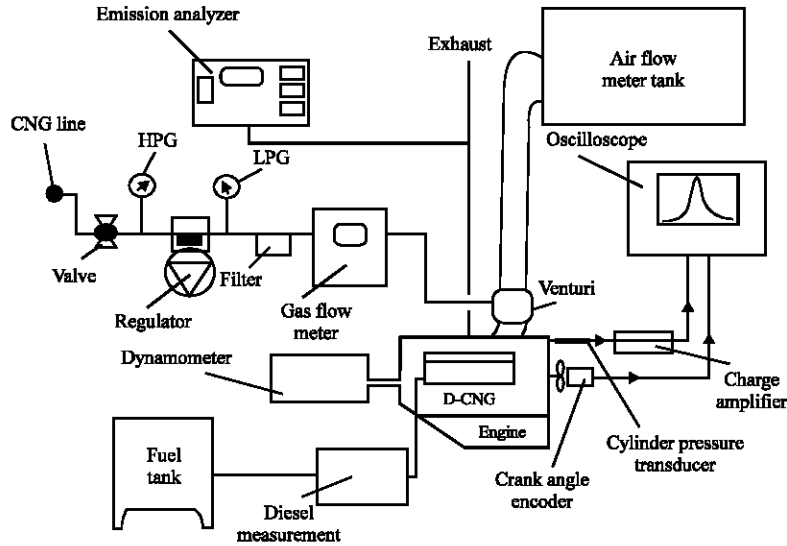 Emission analyzer
Exhaust
Air flow
meter tank
CNG line
HPG
LPG
Oscilloscope
Valve
Filter
Venturi
Regulator
Gas flow
meter
Dynamometer
D-CNG
Charge
amplifier
Engine
Cylinder pressure
transducer
Fuel
tank
Crank angle
encoder
Diesel
measurement